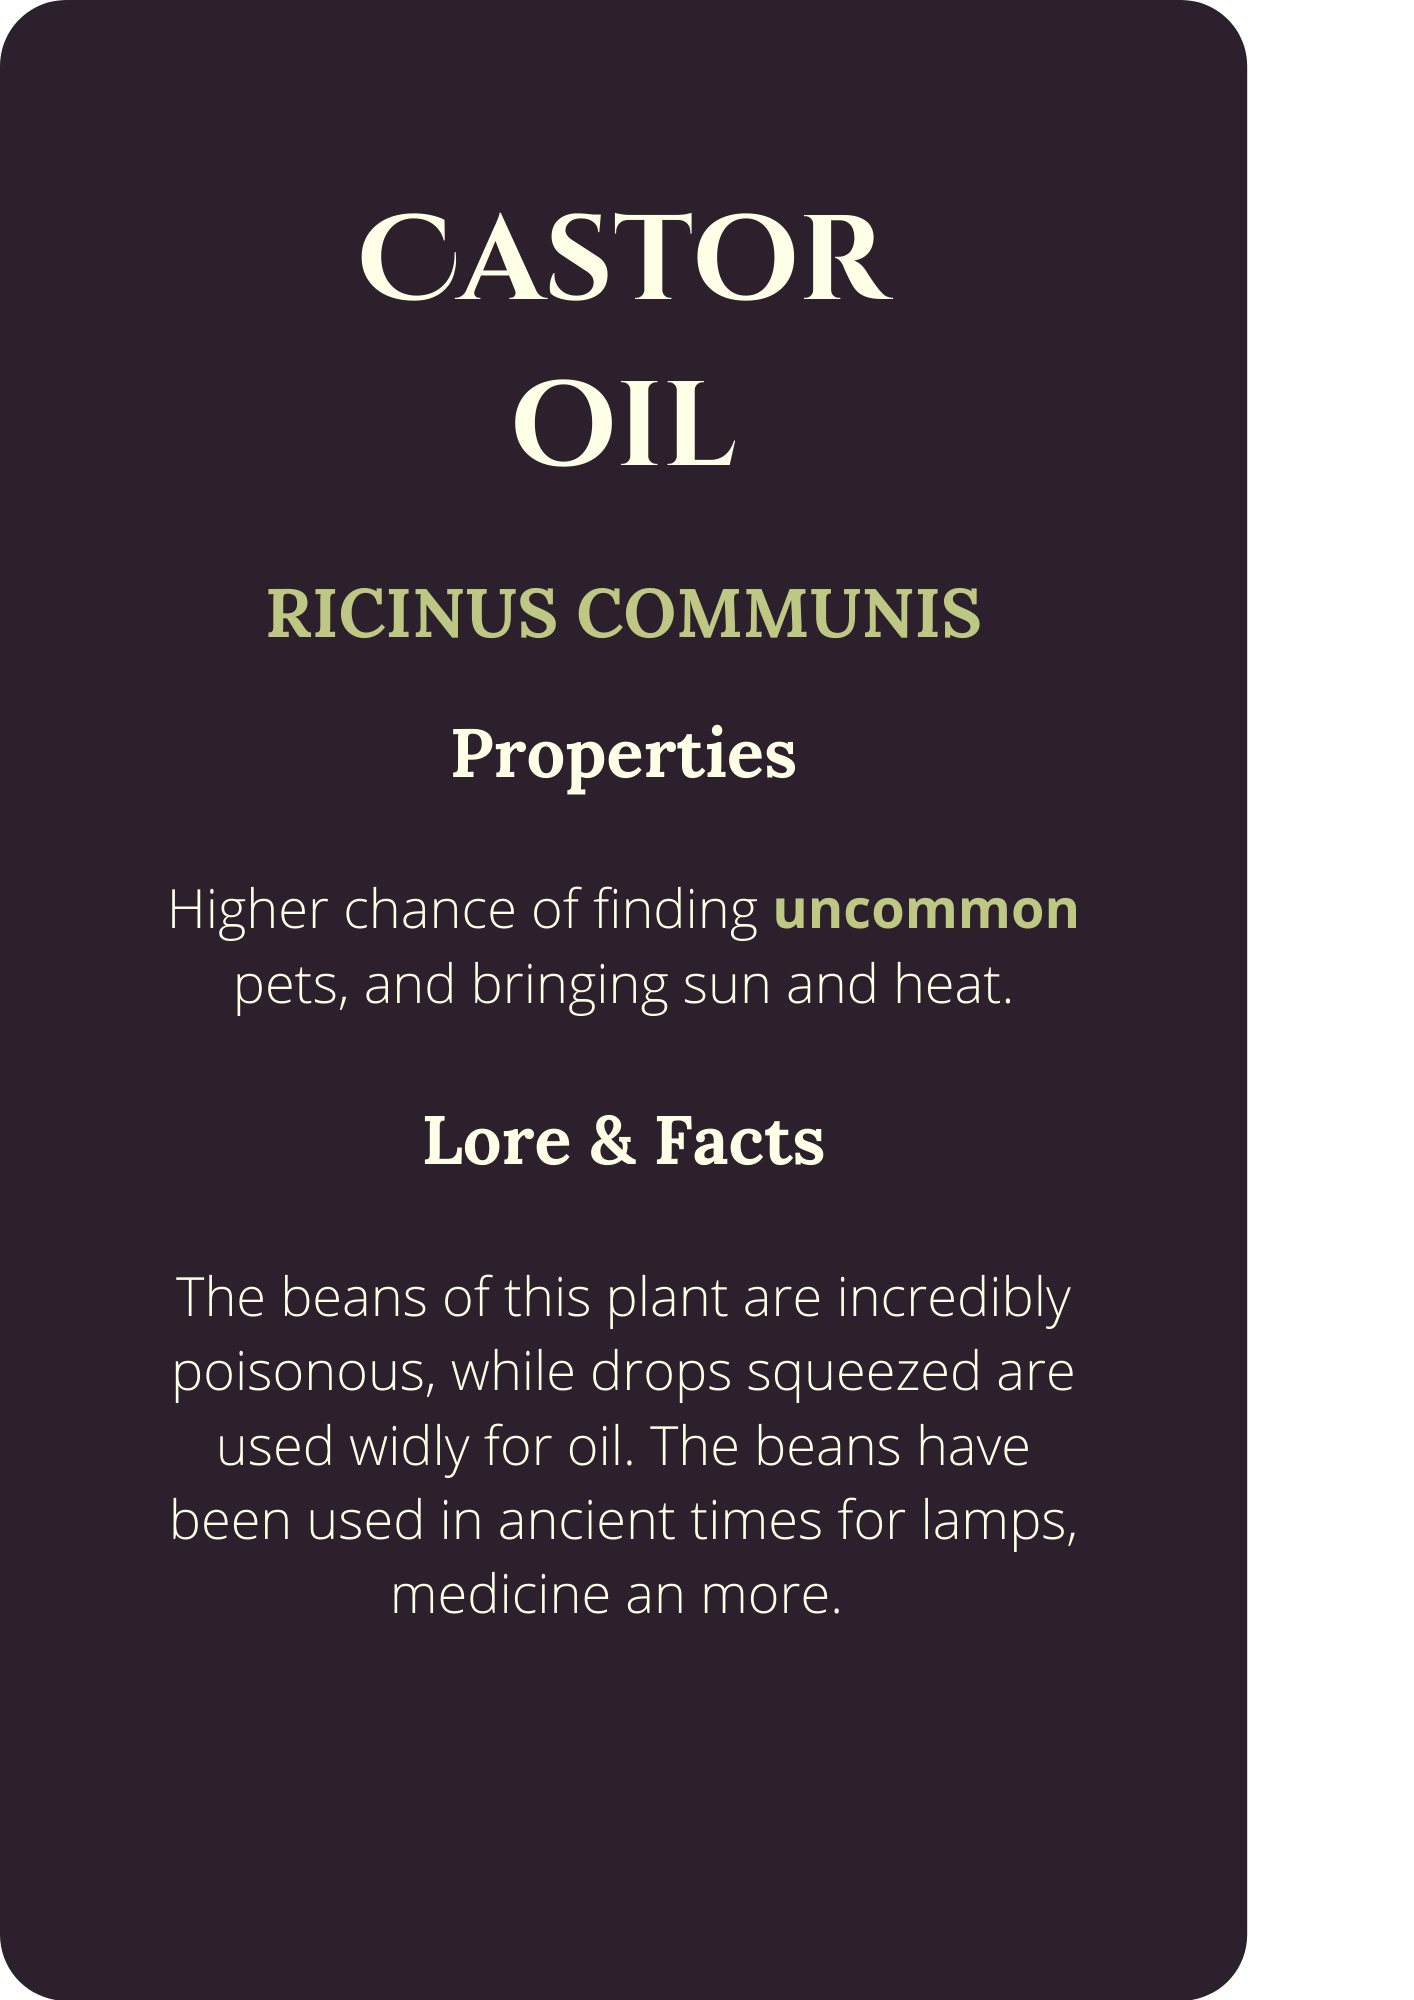 CASTOR
OIL
RICINUS COMMUNIS
Properties
Higher chance of finding uncommon
pets, and bringing sun and heat.
Lore & Facts
The beans of this plant are incredibly
poisonous, while drops squeezed are
used widly for oil. The beans have
been used in ancient times for lamps,
medicine an more.